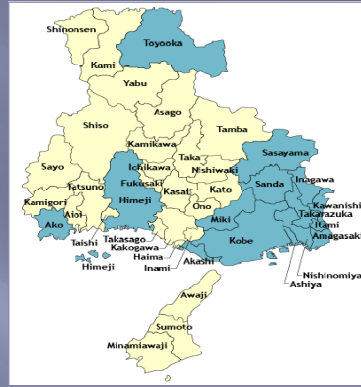 Shinonsen
Toyooka
Kami
Yabu
Asago
Shiso
Tamba
Kamikawa
Sasayama
Sayo
Ichikawa
Taka
Nishiwaki
Inagawa
Tatsuno
Fukusaki
Kasai
Kato
Sanda
Kawanishi
Kamigori
Himeji
Ono
Takarazuka
Aioi
Miki
Itami
Ako
Amagasaki
Taishi
Takasago
Kobe
Kakogawa
Haima
Akashi
Himeji
Inami
Nishinomiya
Ashiya
Awaji
Sumoto
Minamiawaji